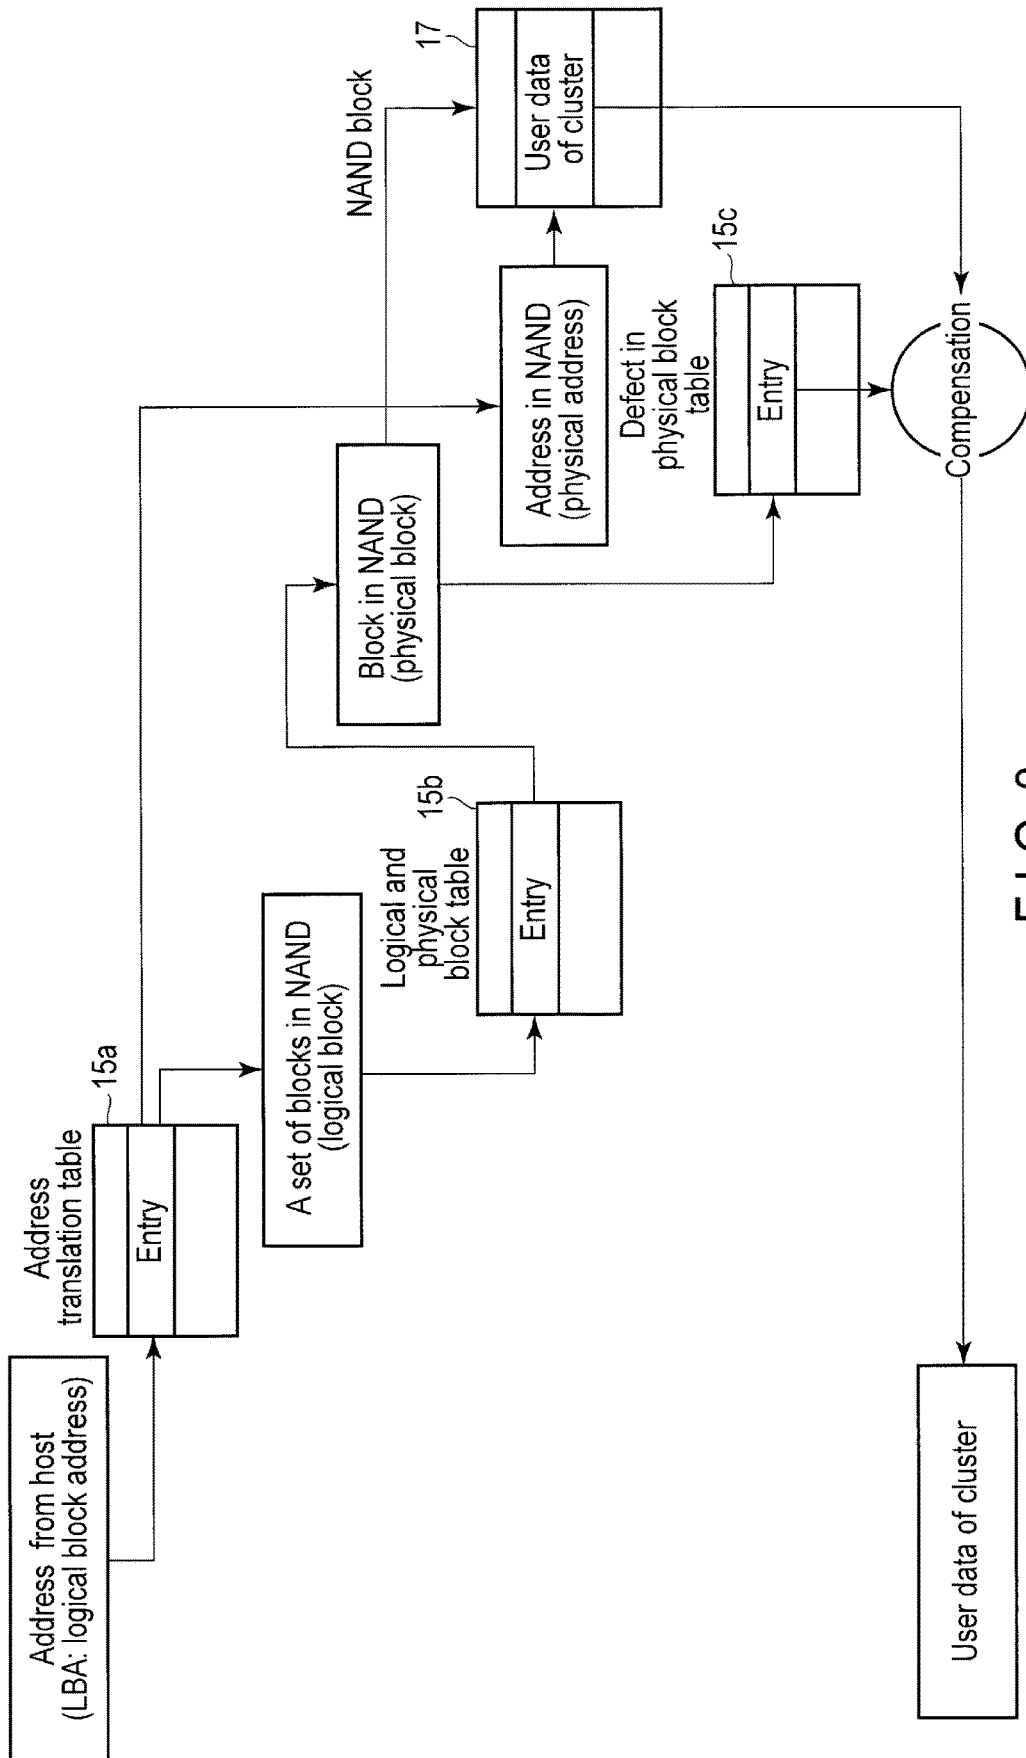 Address from host
(LBA: logical block address)
Address
translation table
15a
Entry
A set of blocks in NAND
(logical block)
Logical and
physical
block table
15b
Entry
Block in NAND
(physical block)
NAND block
Address in NAND
(physical address)
17
User data
of cluster
Defect in
physical block
table
15c
Entry
Compensation
User data of cluster